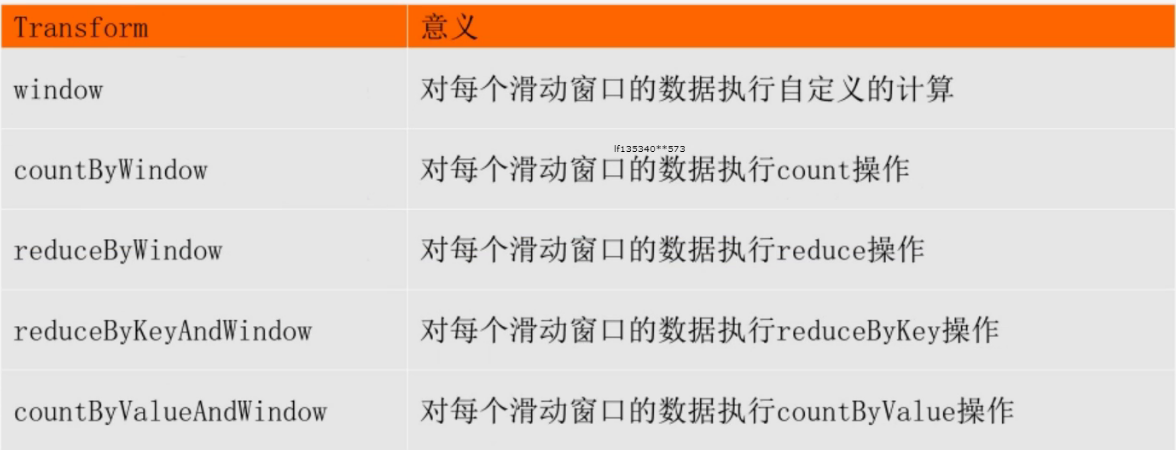 Transform 意义
window 对每个滑动窗口的数据执行自定义的计算
lf135340**573
countByWindow 对每个滑动窗口的数据执行count操作
reduceByWindow 对每个滑动窗口的数据执行reduce操作
reduceByKeyAndWindow 对每个滑动窗口的数据执行reduceByKey操作
countByValueAndWindow 对每个滑动窗口的数据执行countByValue操作